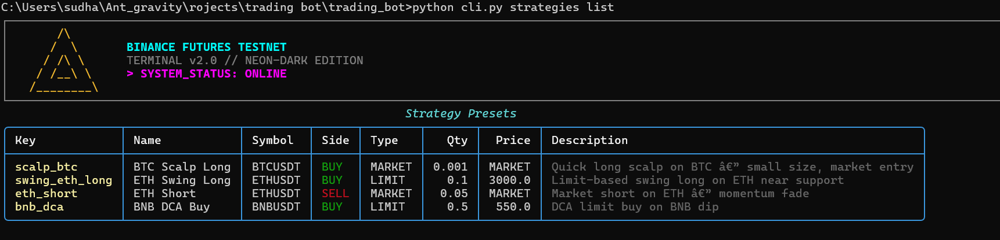 C:\Users\sudha\Ant_gravity\rojects\trading bot\trading_bot>python cli.py strategies list
BINANCE FUTURES TESTNET
TERMINAL v2.0 // NEON-DARK EDITION
> SYSTEM_STATUS: ONLINE
Strategy Presets
Key Name Symbol Side Type Qty Price Description
scalp_btc BTC Scalp Long BTCUSDT BUY MARKET 0.001 MARKET Quick long scalp on BTC â€” small size, market entry
swing_eth_long ETH Swing Long ETHUSDT BUY LIMIT 0.1 3000.0 Limit-based swing long on ETH near support
eth_short ETH Short ETHUSDT SELL MARKET 0.05 MARKET Market short on ETH â€” momentum fade
bnb_dca BNB DCA Buy BNBUSDT BUY LIMIT 0.5 550.0 DCA limit buy on BNB dip